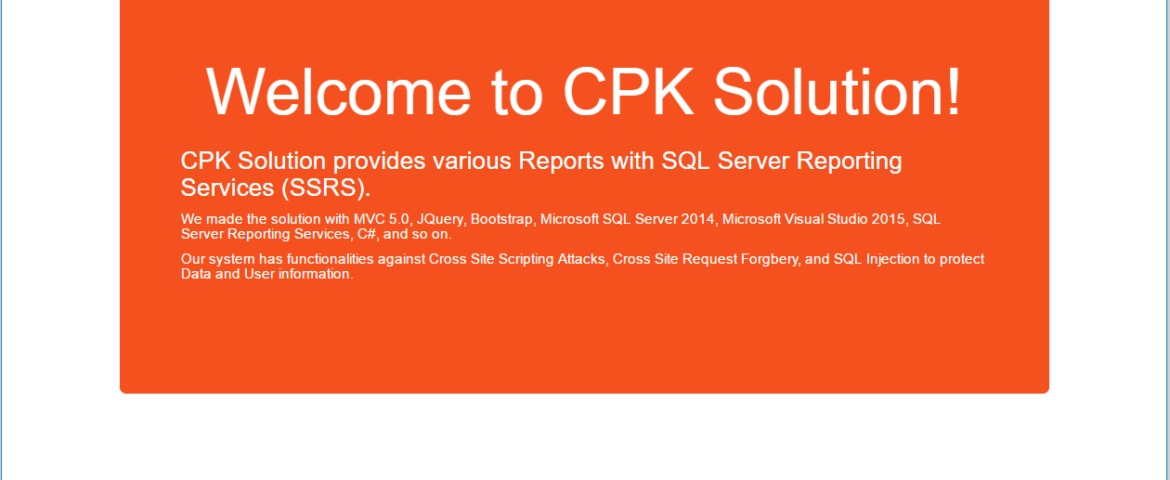 Welcome to CPK Solution!
CPK Solution provides various Reports with SQL Server Reporting
Services (SSRS).
We made the solution with MVC 5.0, JQuery, Bootstrap, Microsoft SQL Server 2014, Microsoft Visual Studio 2015, SQL
Server Reporting Services, C#, and so on.
Our system has functionalities against Cross Site Scripting Attacks, Cross Site Request Forgbery, and SQL Injection to protect
Data and User information.